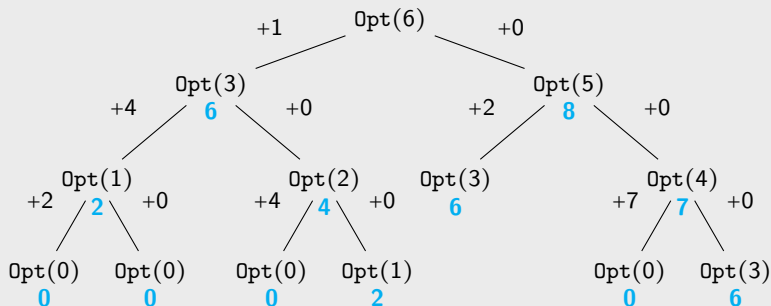 +1 Opt(6) +0
Opt(3) Opt(5)
+4 6 +0 +2 8 +0
Opt(1) Opt(2) Opt(3) Opt(4)
+2 2 +0 +4 4 +0 6 +7 7 +0
Opt(0) Opt(0) Opt(0) Opt(1) Opt(0) Opt(3)
0 0 0 2 0 6